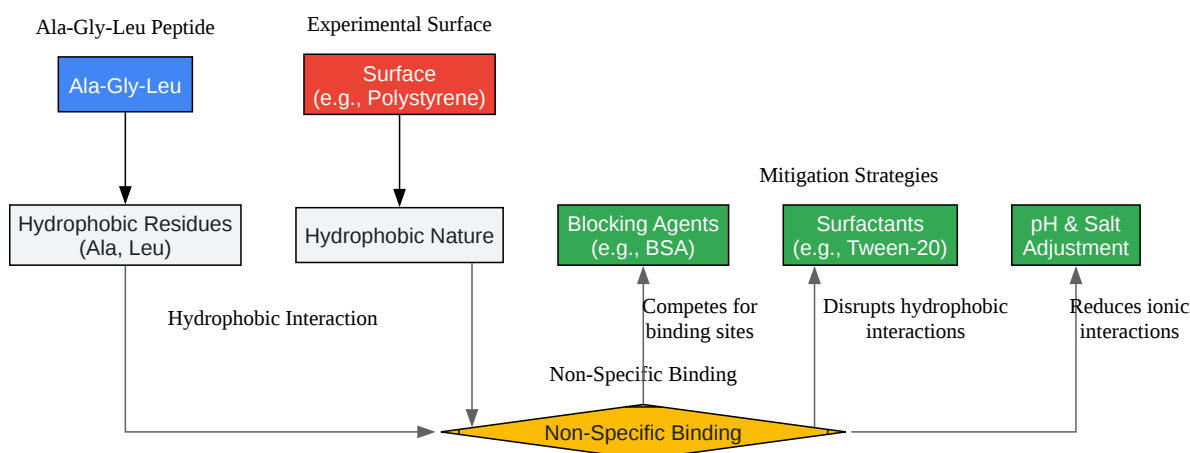 Ala-Gly-Leu Peptide
Experimental Surface
Ala-Gly-Leu
Surface
(e.g., Polystyrene)
Mitigation Strategies
Hydrophobic Residues
(Ala, Leu)
Hydrophobic Nature
Blocking Agents
(e.g., BSA)
Surfactants
(e.g., Tween-20)
pH & Salt
Adjustment
Hydrophobic Interaction
Competes for
binding sites
Disrupts hydrophobic
interactions
Reduces ionic
interactions
Non-Specific Binding
Non-Specific Binding